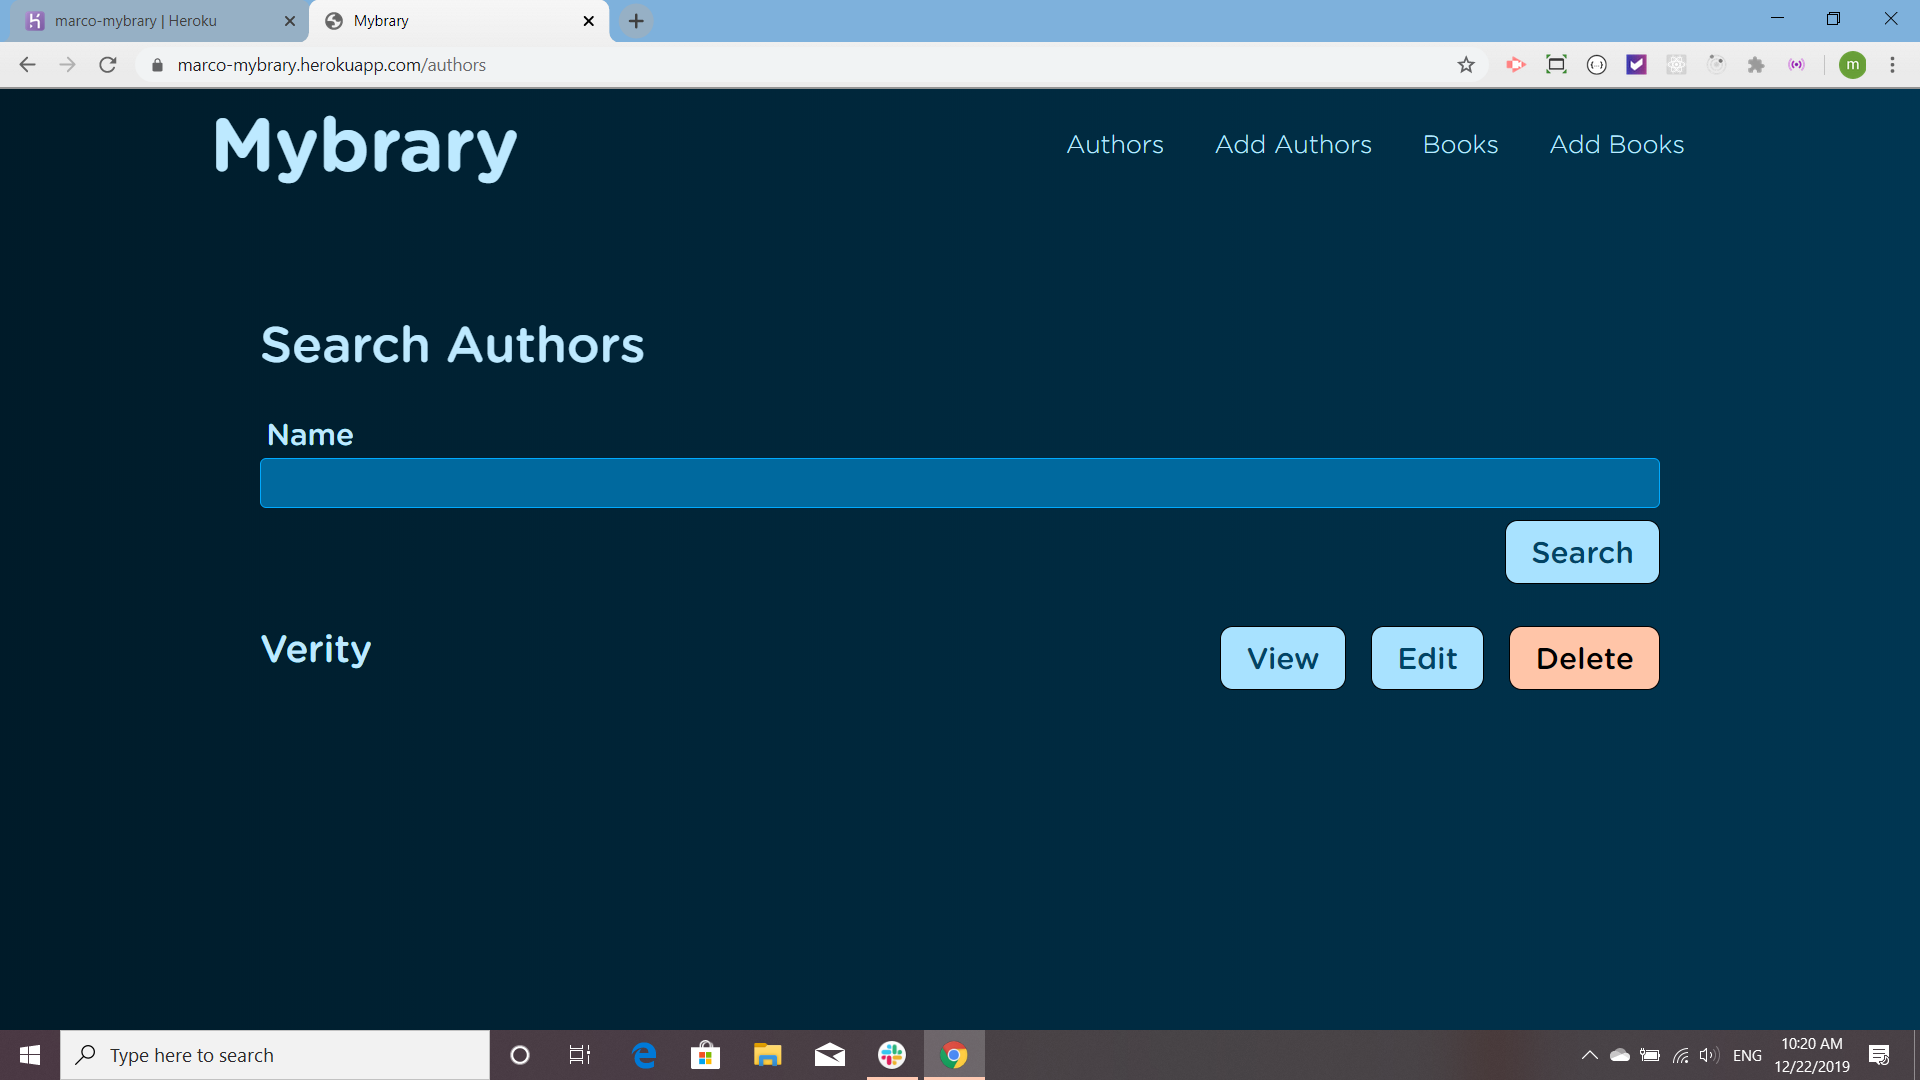 marco-mybrary | Heroku
Mybrary
marco-mybrary.herokuapp.com/authors
m
Mybrary
Authors Add Authors Books Add Books
Search Authors
Name
Search
Verity View Edit Delete
Type here to search
ENG
10:20 AM
12/22/2019